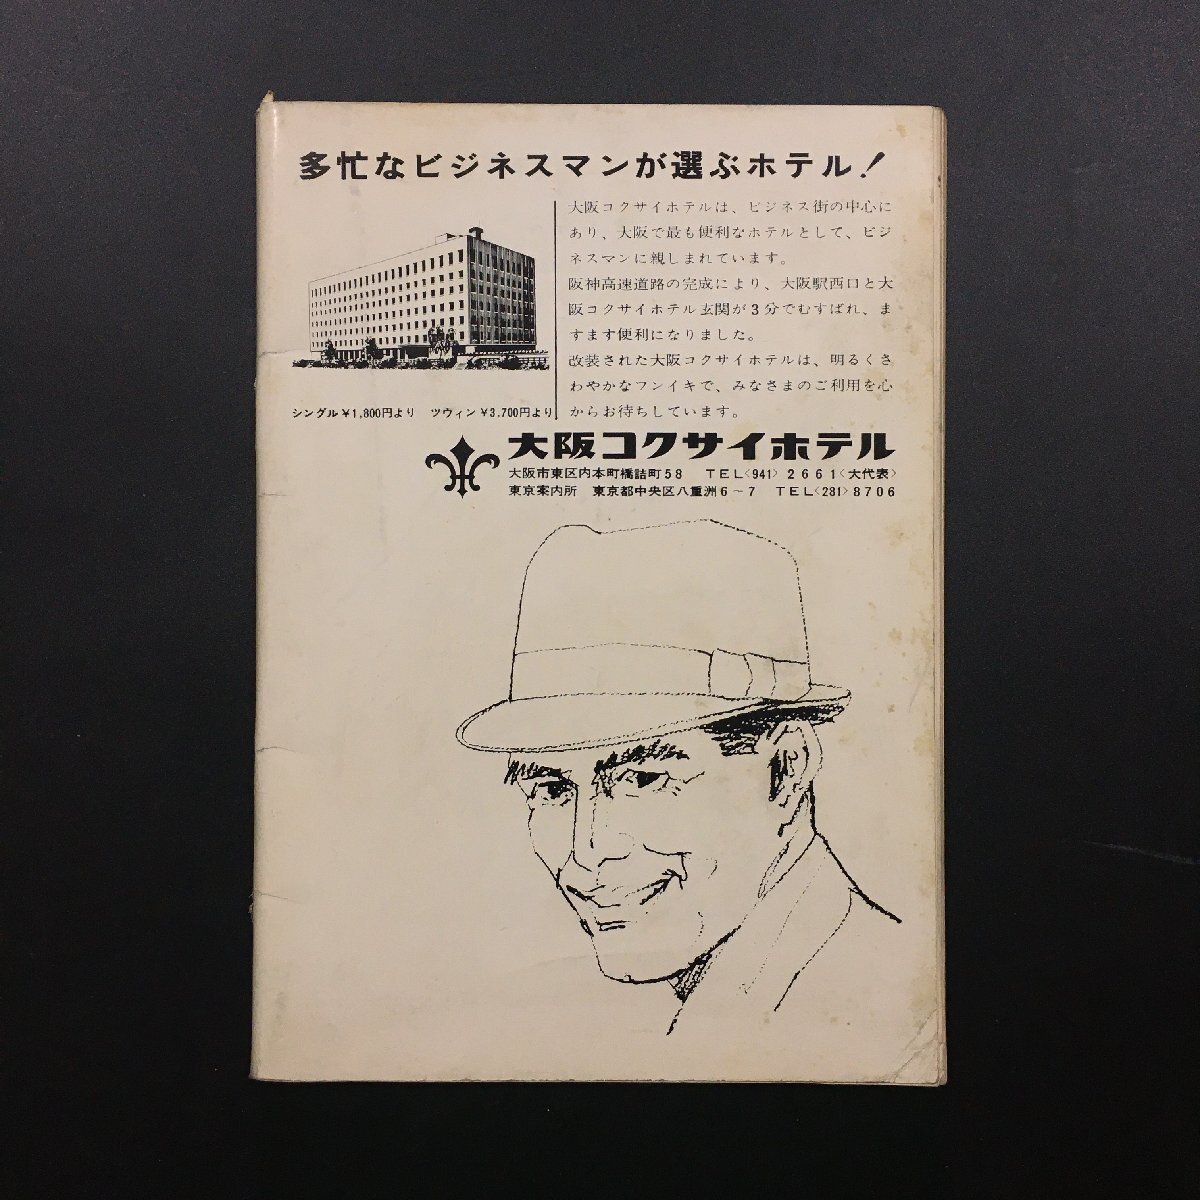 多忙なビジネスマンが選ぶホテル!
大阪コクサイホテルは、ビジネス街の中心に
あり、大阪で最も便利なホテルとして、ビジ
ネスマンに親しまれています。
阪神高速道路の完成により、大阪駅西口と大
阪コクサイホテル玄関が3分でむすばれ、ま
すます便利になりました。
改装された大阪コクサイホテルは、明るくさ
わやかなフンイキで、みなさまのご利用を心
からお待ちしています。
シングル¥1,800円より ツウィン¥3,700円より
大阪コクサイホテル
大阪市東区内本町橋詰町58 TEL<941>2661<大代表>
東京案内所 東京都中央区八重洲6~7 TEL<281>8706